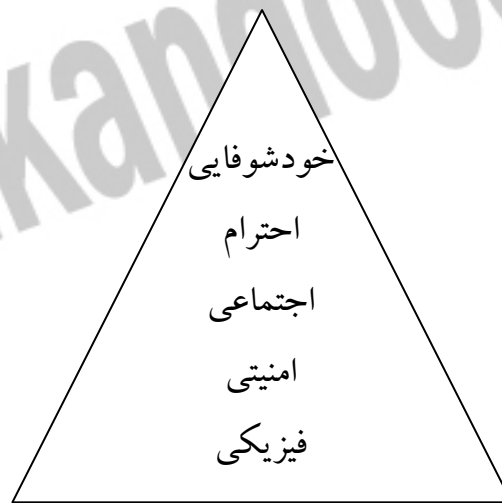 خودشوفایی
احترام
اجتماعی
امنیتی
فیزیکی